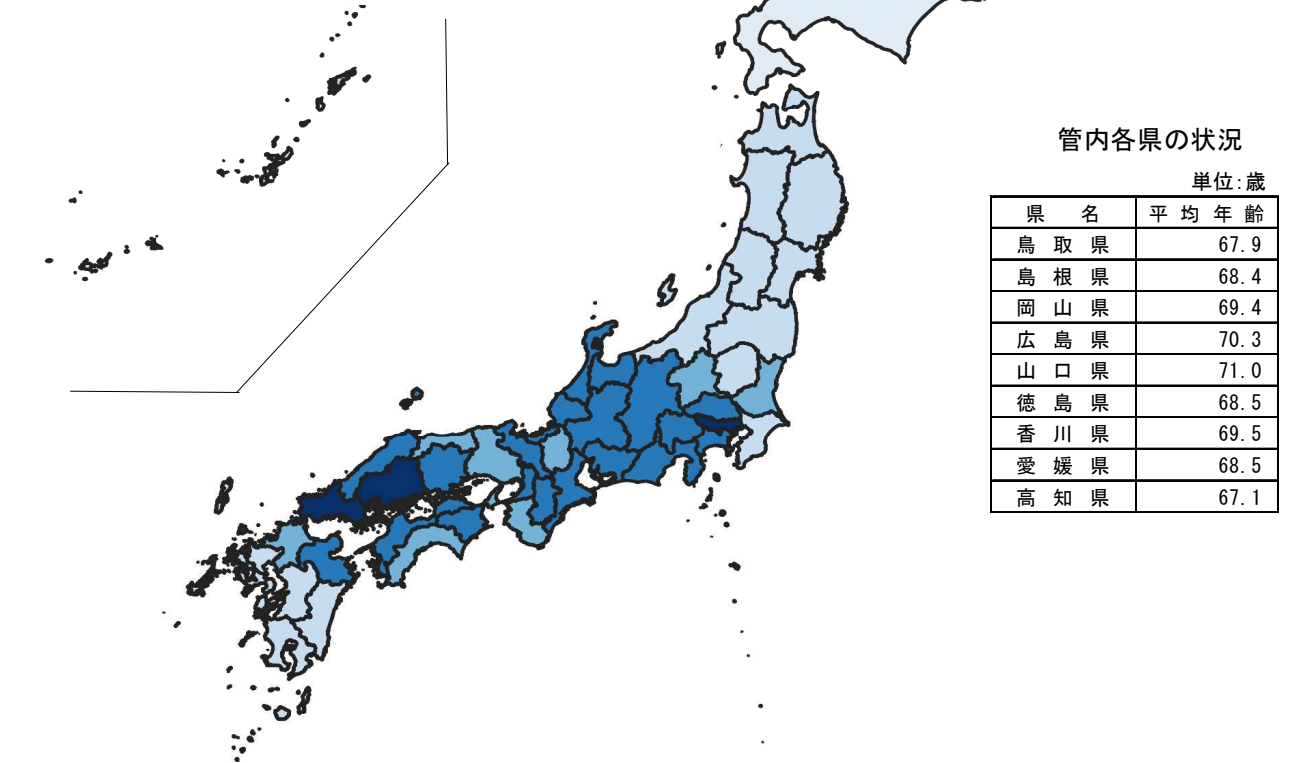 管内各県の状況
単位:歳
県名 平均年齢
鳥取県 67.9
島根県 68.4
岡山県 69.4
広島県 70.3
山口県 71.0
徳島県 68.5
香川県 69.5
愛媛県 68.5
高知県 67.1